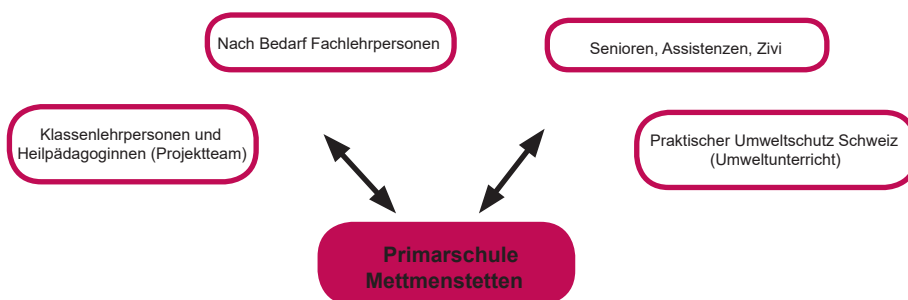 Nach Bedarf Fachlehrpersonen
Senioren, Assistenzen, Zivi
Klassenlehrpersonen und
Heilpädagoginnen (Projektteam)
Praktischer Umweltschutz Schweiz
(Umweltunterricht)
Primarschule
Mettmenstetten